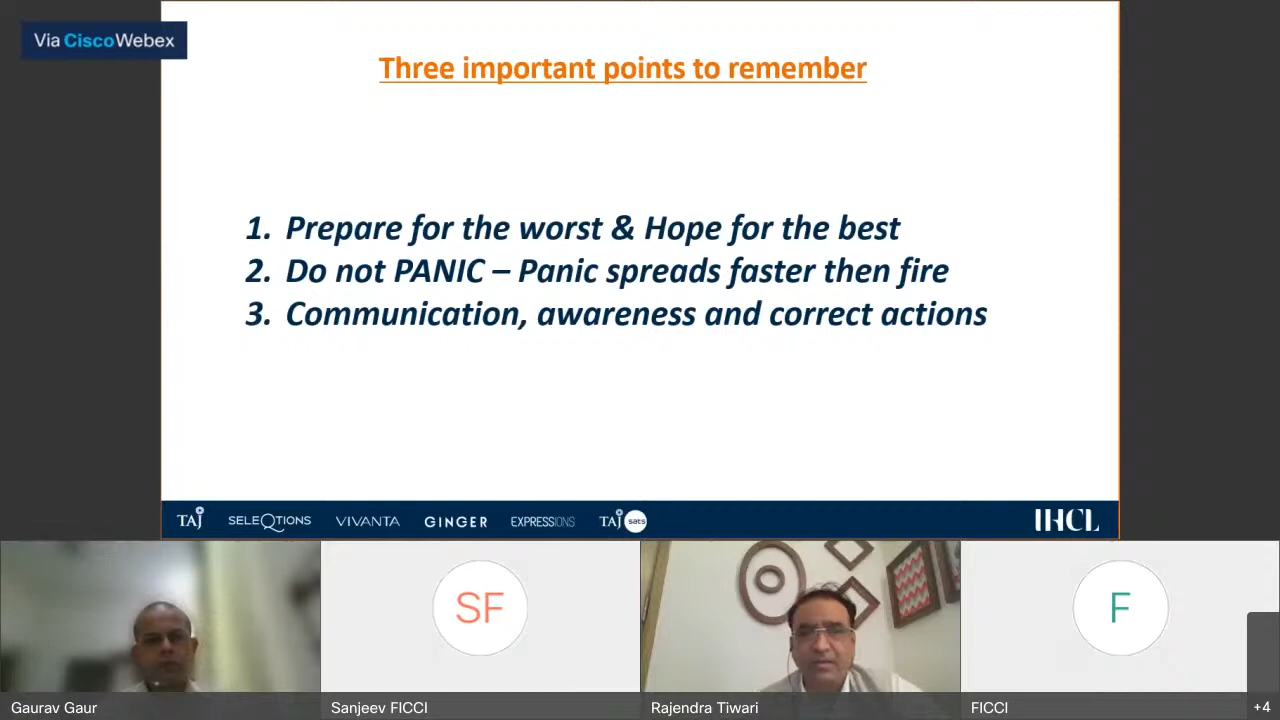 Via CiscoWebex
Three important points to remember
1. Prepare for the worst & Hope for the best
2. Do not PANIC – Panic spreads faster then fire
3. Communication, awareness and correct actions
TAJ SELEQTIONS VIVANTA GINGER EXPRESSIONS TAJ sats IHCL
SF F
Gaurav Gaur Sanjeev FICCI Rajendra Tiwari FICCI +4